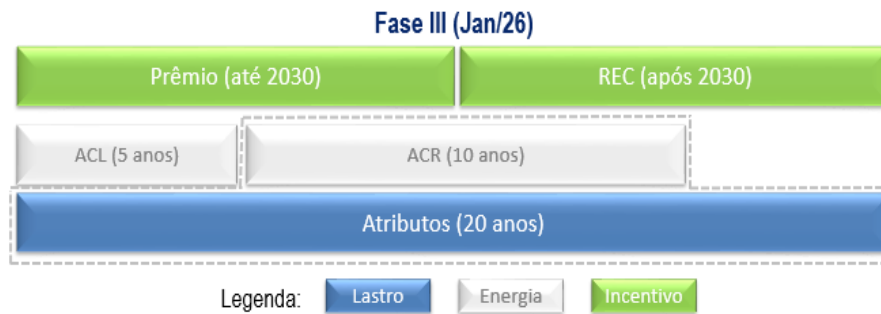 Fase III (Jan/26)
Prêmio (até 2030) REC (após 2030)
ACL (5 anos) ACR (10 anos)
Atributos (20 anos)
Legenda: Lastro Energia Incentivo